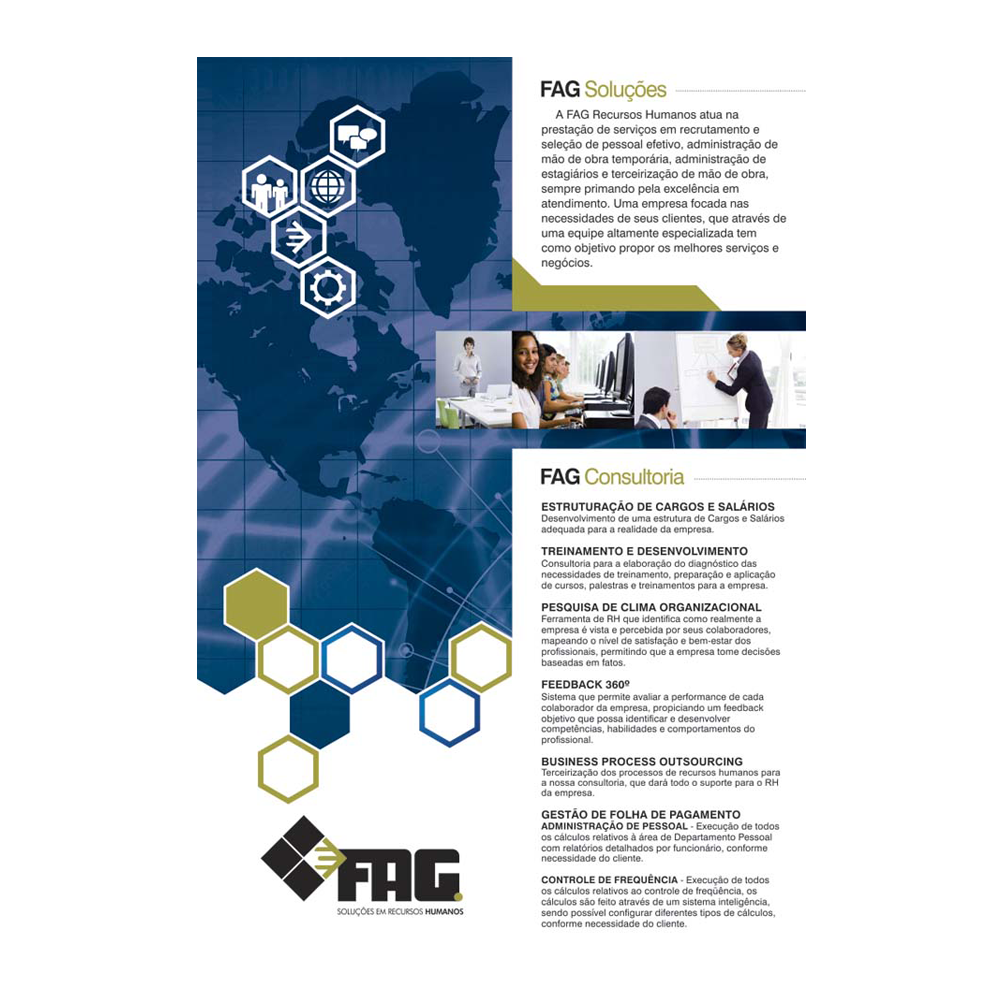 FAG Soluções
A FAG Recursos Humanos atua na
prestação de serviços em recrutamento e
seleção de pessoal efetivo, administração de
mão de obra temporária, administração de
estagiários e terceirização de mão de obra,
sempre primando pela excelência em
atendimento. Uma empresa focada nas
necessidades de seus clientes, que através de
uma equipe altamente especializada tem
como objetivo propor os melhores serviços e
negócios.
FAG Consultoria
ESTRUTURAÇÃO DE CARGOS E SALÁRIOS
Desenvolvimento de uma estrutura de Cargos e Salários
adequada para a realidade da empresa.
TREINAMENTO E DESENVOLVIMENTO
Consultoria para a elaboração do diagnóstico das
necessidades de treinamento, preparação e aplicação
de cursos, palestras e treinamentos para a empresa.
PESQUISA DE CLIMA ORGANIZACIONAL
Ferramenta de RH que identifica como realmente a
empresa é vista e percebida por seus colaboradores,
mapeando o nível de satisfação e bem-estar dos
profissionais, permitindo que a empresa tome decisões
baseadas em fatos.
FEEDBACK 360º
Sistema que permite avaliar a performance de cada
colaborador da empresa, propiciando um feedback
objetivo que possa identificar e desenvolver
competências, habilidades e comportamentos do
profissional.
BUSINESS PROCESS OUTSOURCING
Terceirização dos processos de recursos humanos para
a nossa consultoria, que dará todo o suporte para o RH
da empresa.
GESTÃO DE FOLHA DE PAGAMENTO
ADMINISTRAÇÃO DE PESSOAL - Execução de todos
os cálculos relativos à área de Departamento Pessoal
com relatórios detalhados por funcionário, conforme
necessidade do cliente.
CONTROLE DE FREQUÊNCIA - Execução de todos
os cálculos relativos ao controle de freqüência, os
cálculos são feito através de um sistema inteligência,
sendo possível configurar diferentes tipos de cálculos,
conforme necessidade do cliente.
FAG.
SOLUÇÕES EM RECURSOS HUMANOS